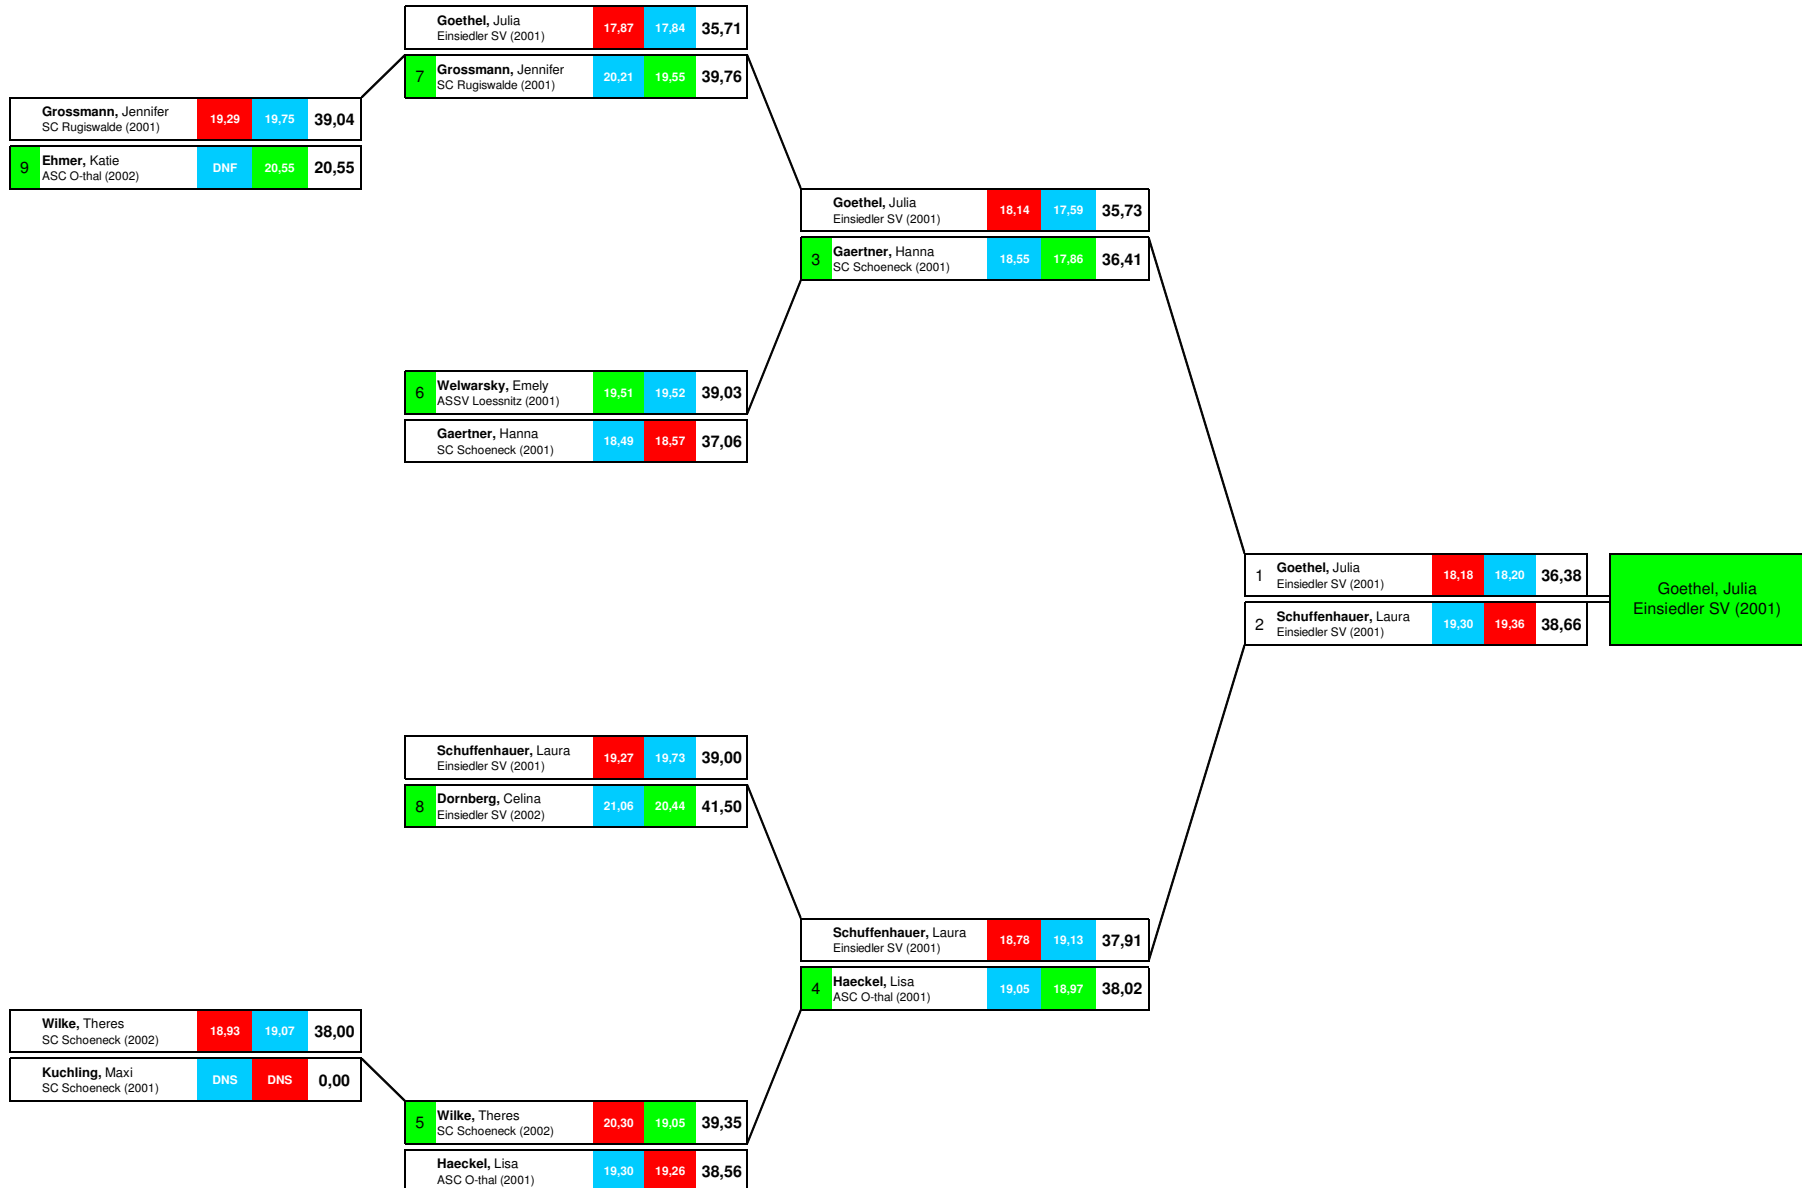 Goethel, Julia 17,87 17,84 35,71
Einsiedler SV (2001)
7 Grossmann, Jennifer 20,21 19,55 39,76
SC Rugiswalde (2001)
Grossmann, Jennifer 19,29 19,75 39,04
SC Rugiswalde (2001)
9 Ehmer, Katie DNF 20,55 20,55
ASC O-thal (2002)
Goethel, Julia 18,14 17,59 35,73
Einsiedler SV (2001)
3 Gaertner, Hanna 18,55 17,86 36,41
SC Schoeneck (2001)
6 Welwarsky, Emely 19,51 19,52 39,03
ASSV Loessnitz (2001)
Gaertner, Hanna 18,49 18,57 37,06
SC Schoeneck (2001)
1 Goethel, Julia 18,18 18,20 36,38
Einsiedler SV (2001)
2 Schuffenhauer, Laura 19,30 19,36 38,66
Einsiedler SV (2001)
Goethel, Julia
Einsiedler SV (2001)
Schuffenhauer, Laura 19,27 19,73 39,00
Einsiedler SV (2001)
8 Dornberg, Celina 21,06 20,44 41,50
Einsiedler SV (2002)
Schuffenhauer, Laura 18,78 19,13 37,91
Einsiedler SV (2001)
4 Haeckel, Lisa 19,05 18,97 38,02
ASC O-thal (2001)
Wilke, Theres 18,93 19,07 38,00
SC Schoeneck (2002)
Kuchling, Maxi DNS DNS 0,00
SC Schoeneck (2001)
5 Wilke, Theres 20,30 19,05 39,35
SC Schoeneck (2002)
Haeckel, Lisa 19,30 19,26 38,56
ASC O-thal (2001)